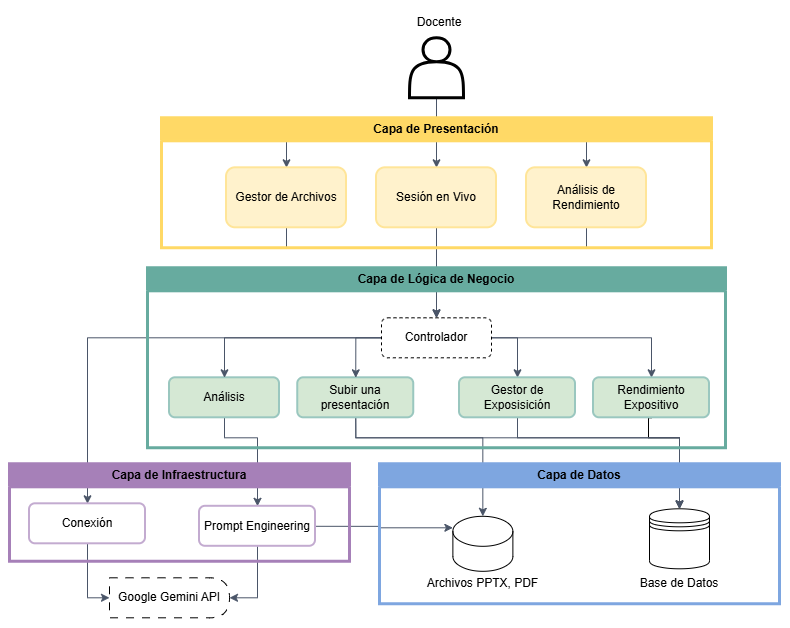 Docente
Capa de Presentación
Gestor de Archivos
Sesión en Vivo
Análisis de
Rendimiento
Capa de Lógica de Negocio
Controlador
Análisis
Subir una
presentación
Gestor de
Exposisición
Rendimiento
Expositivo
Capa de Infraestructura
Conexión
Prompt Engineering
Google Gemini API
Capa de Datos
Archivos PPTX, PDF
Base de Datos